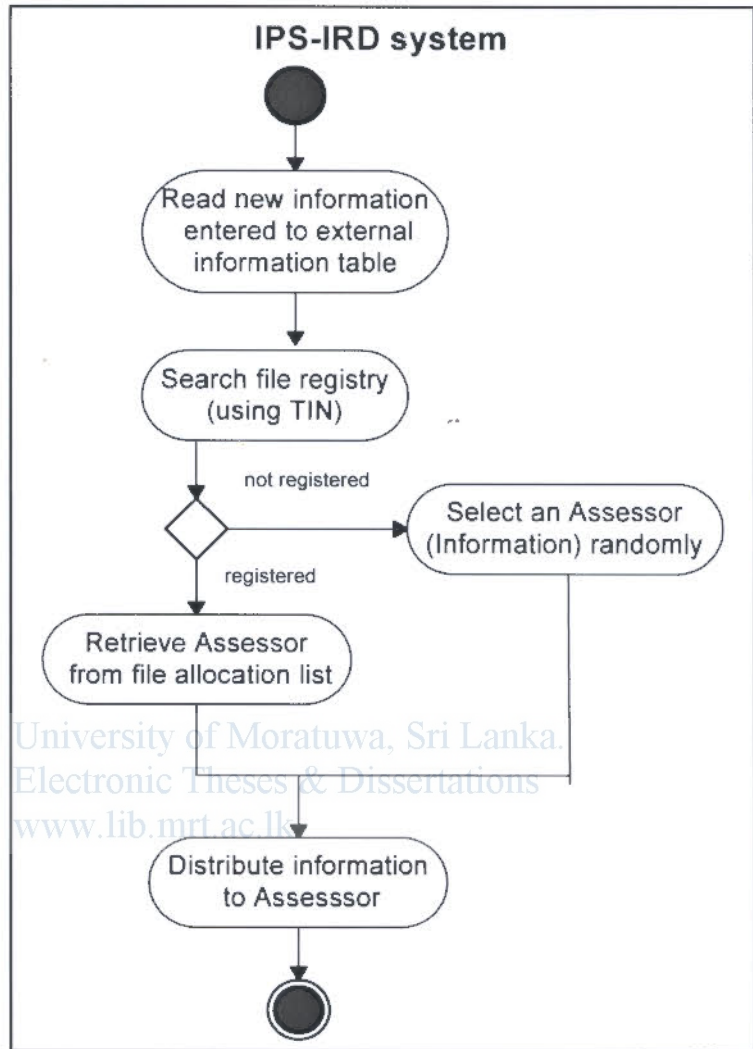 IPS-IRD system
Read new information
entered to external
information table
Search file registry
(using TIN)
not registered
Select an Assessor
(Information) randomly
registered
Retrieve Assessor
from file allocation list
University of Moratuwa, Sri Lanka.
Electronic Theses & Dissertations
www.lib.mrt.ac.lk
Distribute information
to Assesssor